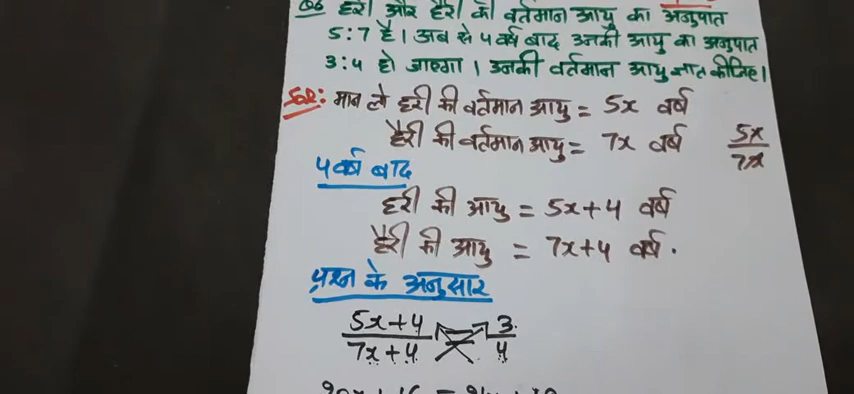 Q6 हरी और हैरी की वर्तमान आयु का अनुपात
5:7 है। अब से 4 वर्ष बाद उनकी आयु का अनुपात
3:4 हो जाएगा। उनकी वर्तमान आयु ज्ञात कीजिए।
मान लो हरी की वर्तमान आयु = 5x वर्ष
हैरी की वर्तमान आयु = 7x वर्ष 5x/7x
4 वर्ष बाद
हरी की आयु = 5x+4 वर्ष
हैरी की आयु = 7x+4 वर्ष.
प्रश्न के अनुसार
5x+4/7x+4 = 3/4